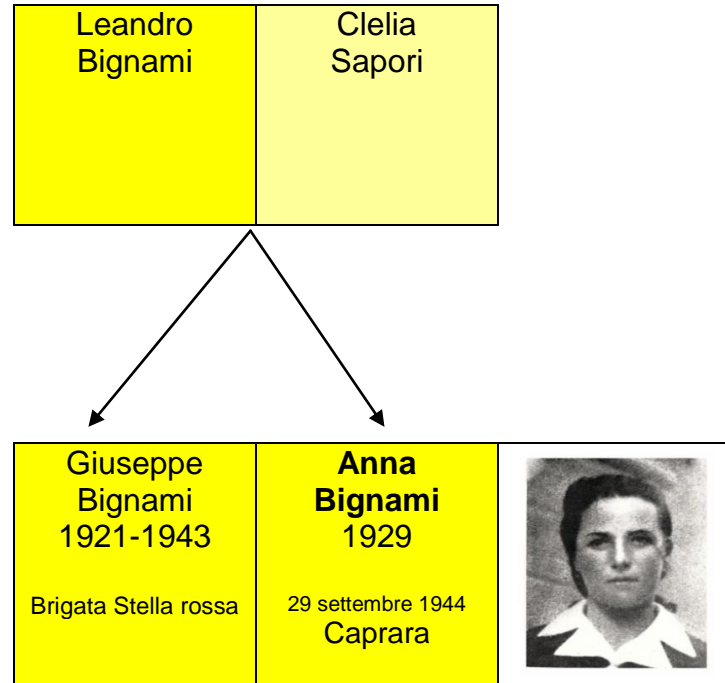 Leandro
Bignami
Clelia
Sapori
Giuseppe
Bignami
1921-1943
Brigata Stella rossa
Anna
Bignami
1929
29 settembre 1944
Caprara